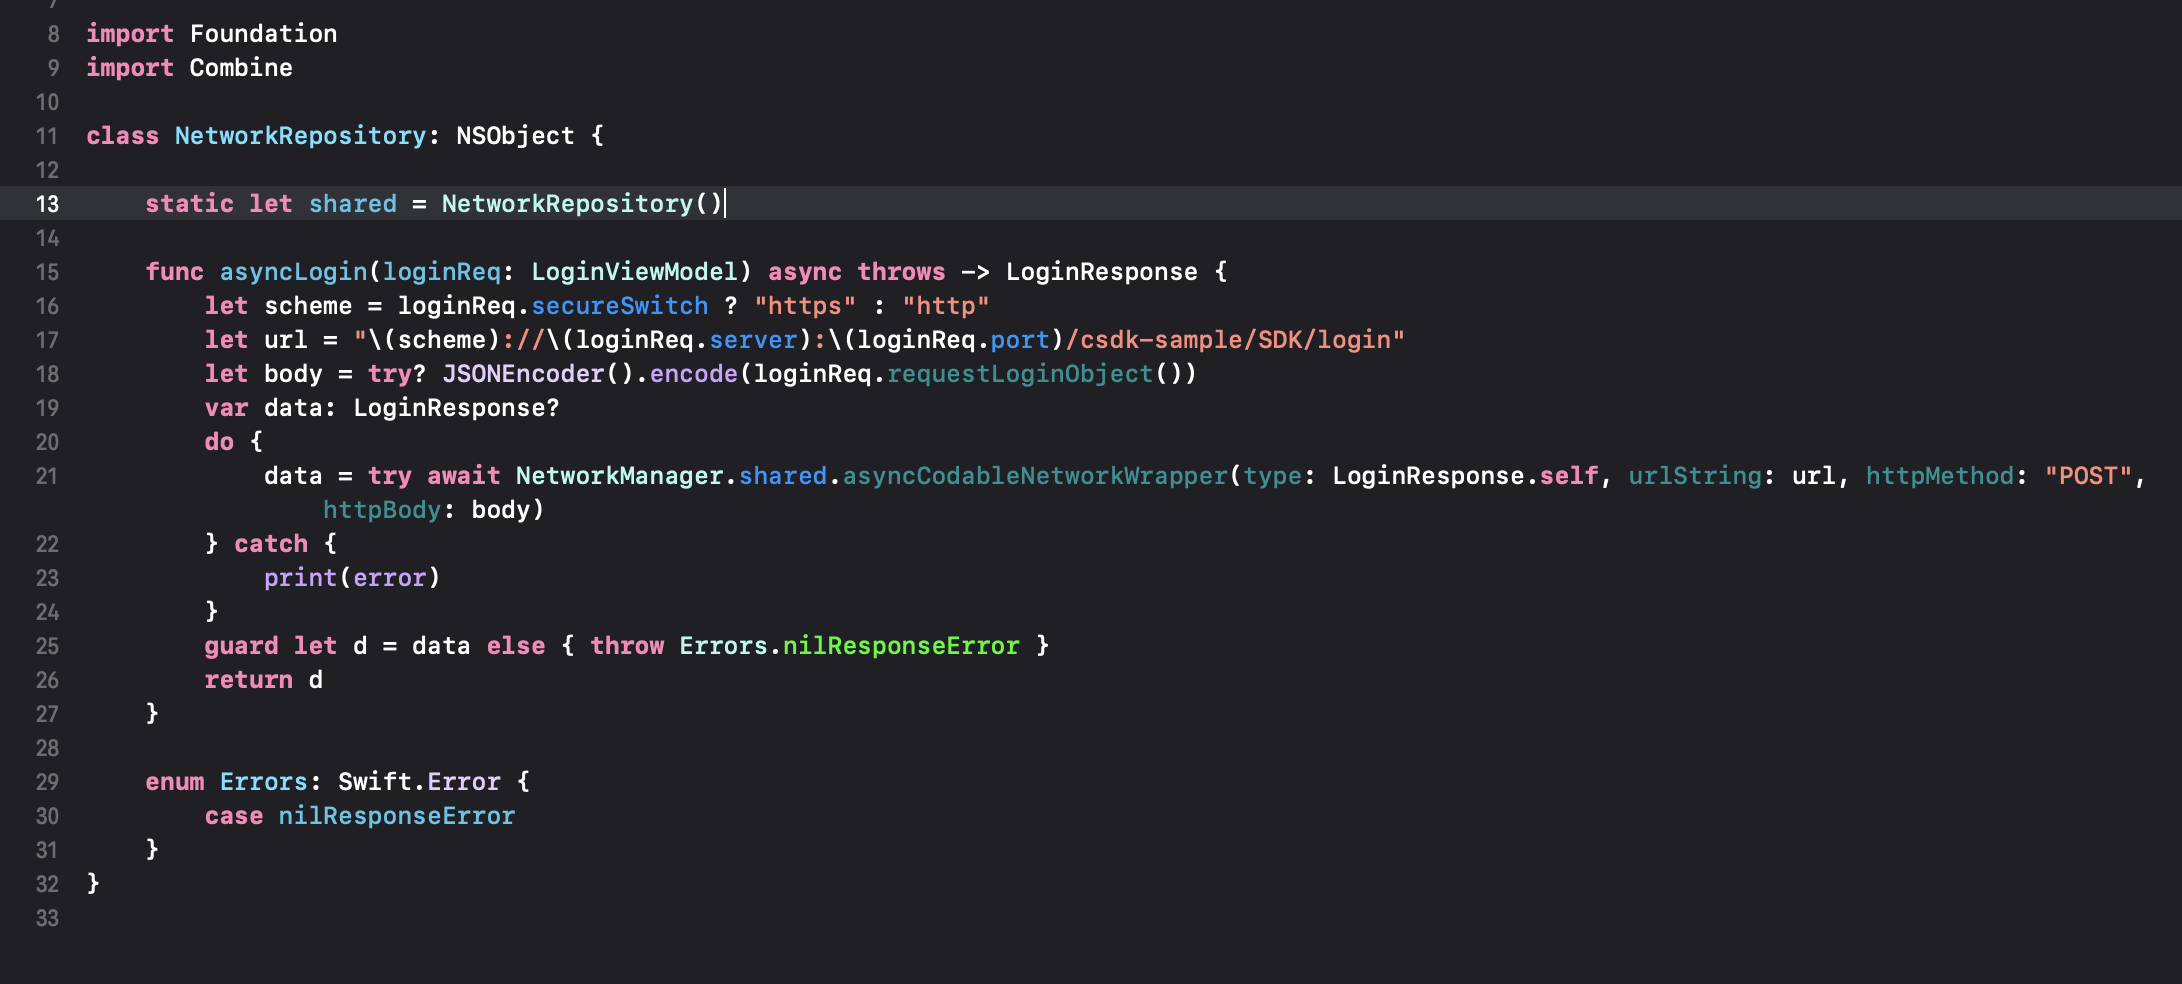 7
8 import Foundation
9 import Combine
10
11 class NetworkRepository: NSObject {
12
13     static let shared = NetworkRepository()
14
15     func asyncLogin(loginReq: LoginViewModel) async throws -> LoginResponse {
16         let scheme = loginReq.secureSwitch ? "https" : "http"
17         let url = "\(scheme)://\(loginReq.server):\(loginReq.port)/csdk-sample/SDK/login"
18         let body = try? JSONEncoder().encode(loginReq.requestLoginObject())
19         var data: LoginResponse?
20         do {
21             data = try await NetworkManager.shared.asyncCodableNetworkWrapper(type: LoginResponse.self, urlString: url, httpMethod: "POST",
                httpBody: body)
22         } catch {
23             print(error)
24         }
25         guard let d = data else { throw Errors.nilResponseError }
26         return d
27     }
28
29     enum Errors: Swift.Error {
30         case nilResponseError
31     }
32 }
33